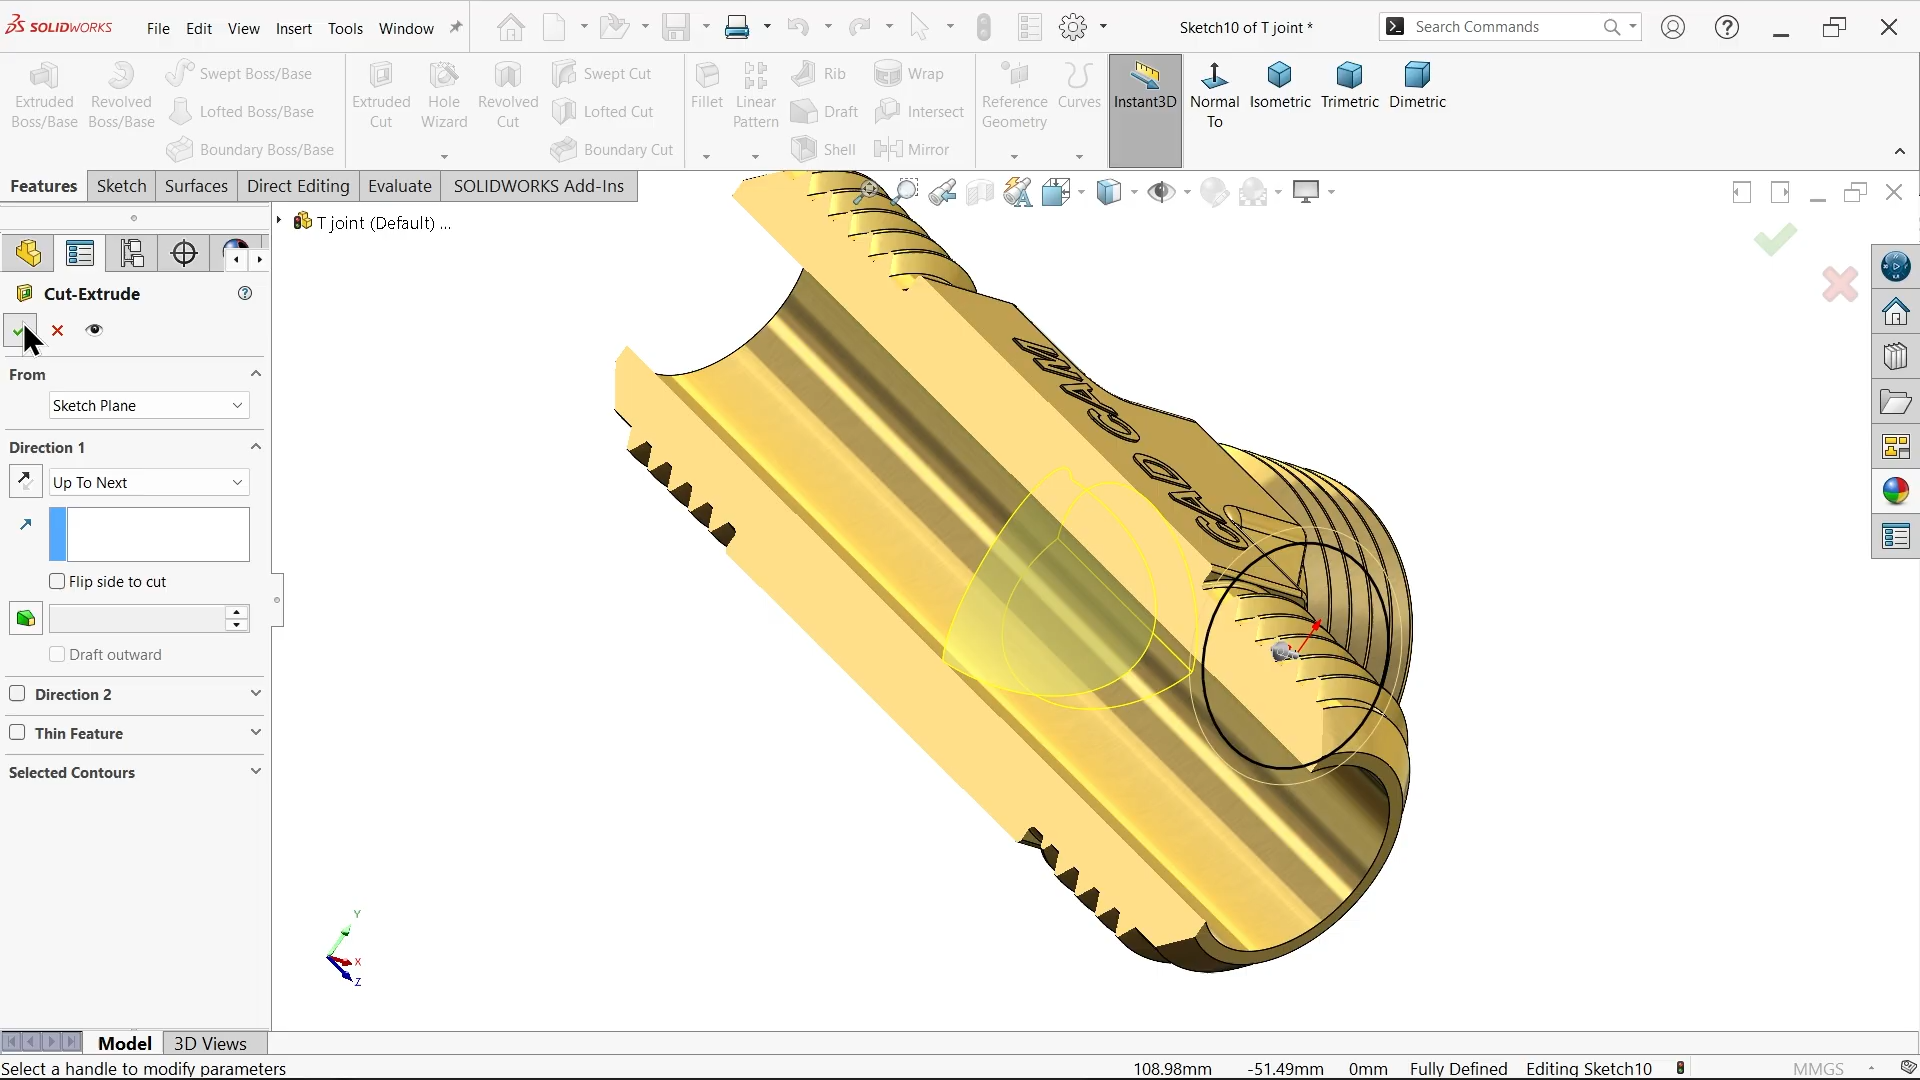 SOLIDWORKS File Edit View Insert Tools Window Sketch10 of T joint * Search Commands
Extruded Boss/Base
Revolved Boss/Base
Swept Boss/Base
Lofted Boss/Base
Boundary Boss/Base
Extruded Cut
Hole Wizard
Revolved Cut
Swept Cut
Lofted Cut
Boundary Cut
Fillet
Linear Pattern
Rib
Draft
Shell
Wrap
Intersect
Mirror
Reference Geometry
Curves
Instant3D
Normal To
Isometric
Trimetric
Dimetric
Features Sketch Surfaces Direct Editing Evaluate SOLIDWORKS Add-Ins
T joint (Default) ...
Cut-Extrude
From
Sketch Plane
Direction 1
Up To Next
Flip side to cut
Draft outward
Direction 2
Thin Feature
Selected Contours
CAD CAM
Y
X
Z
Model 3D Views
Select a handle to modify parameters 108.98mm -51.49mm 0mm Fully Defined Editing Sketch10 MMGS